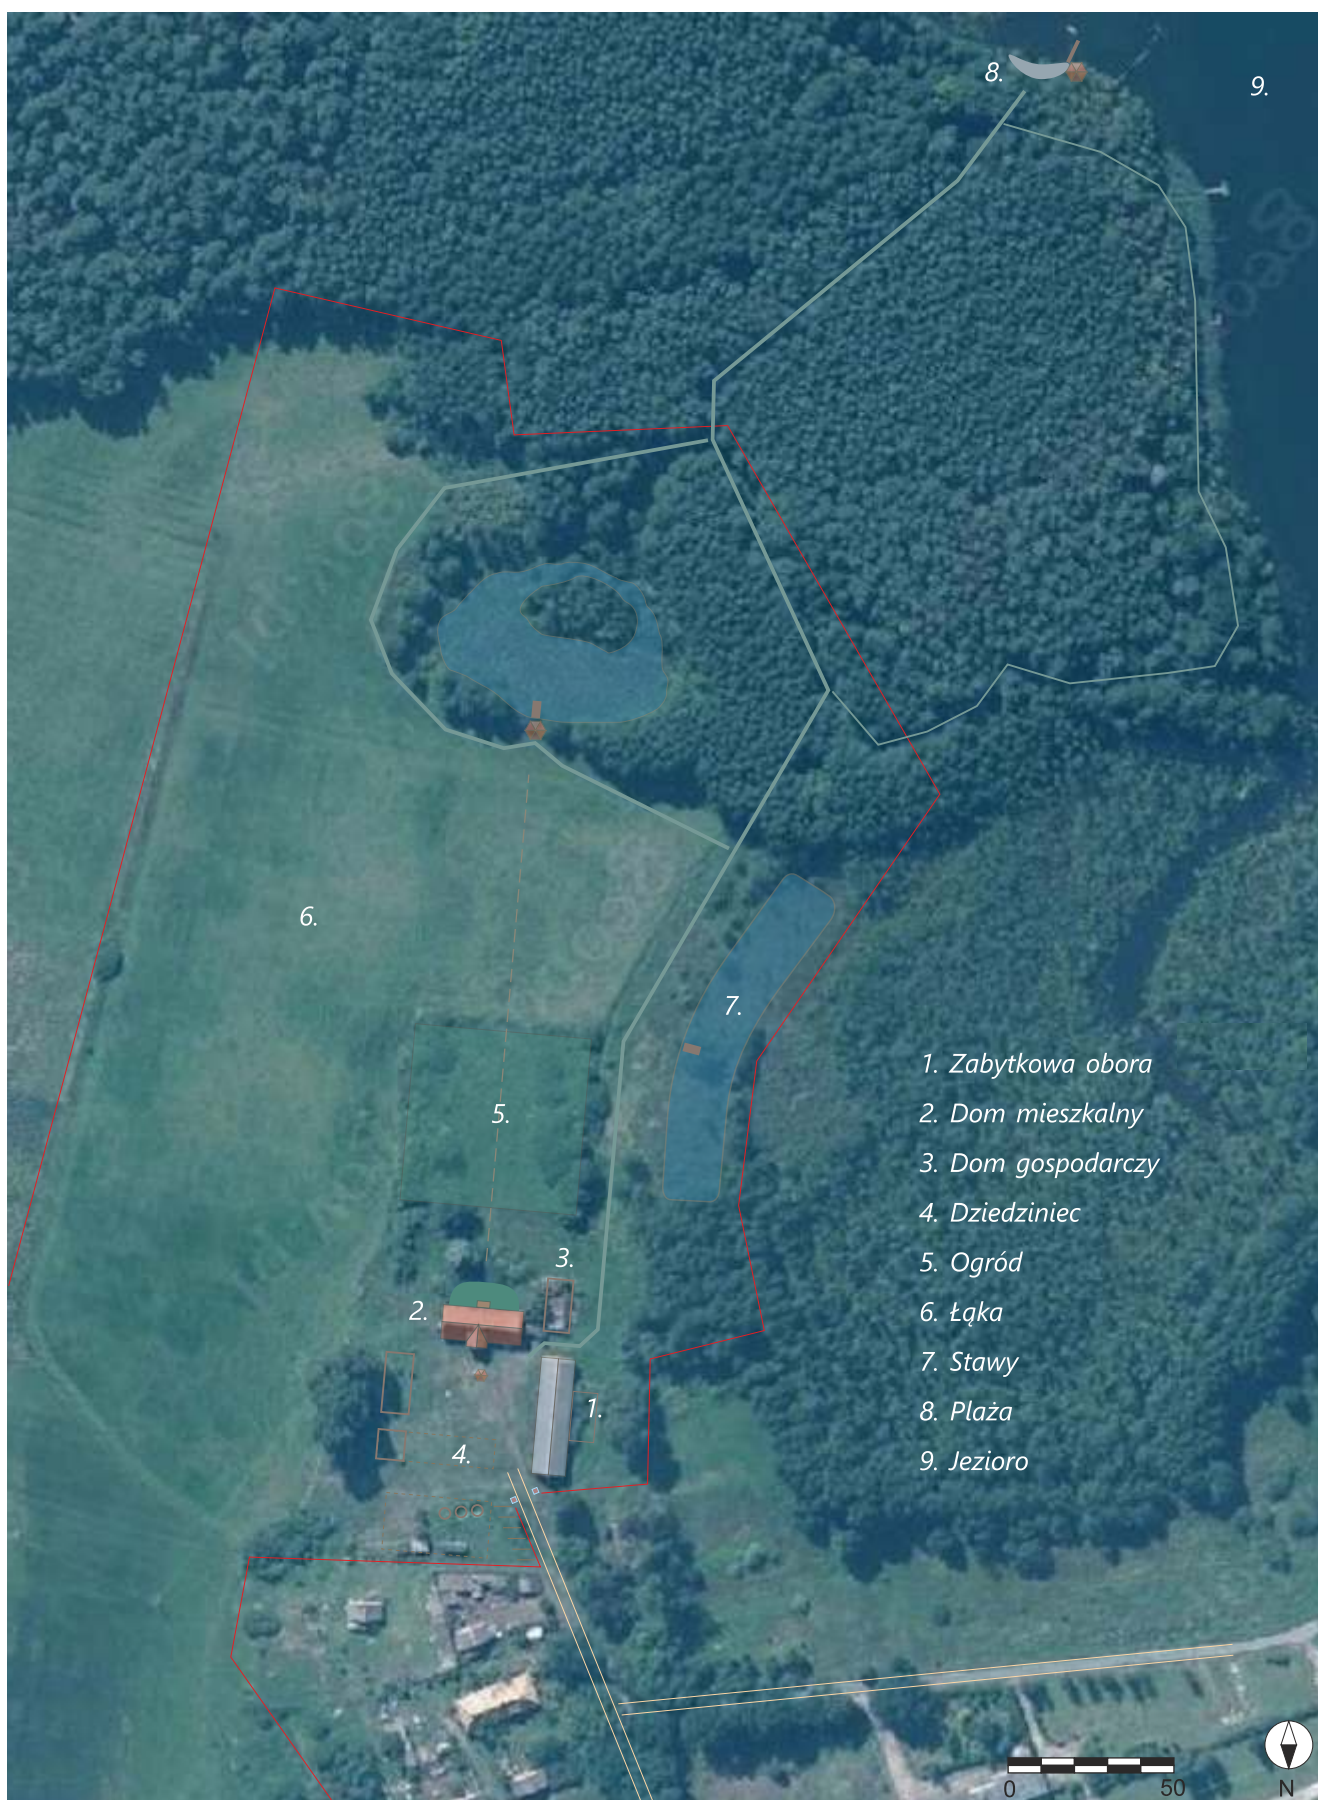 8.
9.
6.
7.
5.
3.
2.
1.
4.
1. Zabytkowa obora
2. Dom mieszkalny
3. Dom gospodarczy
4. Dziedziniec
5. Ogród
6. Łąka
7. Stawy
8. Plaża
9. Jezioro
0 50 N